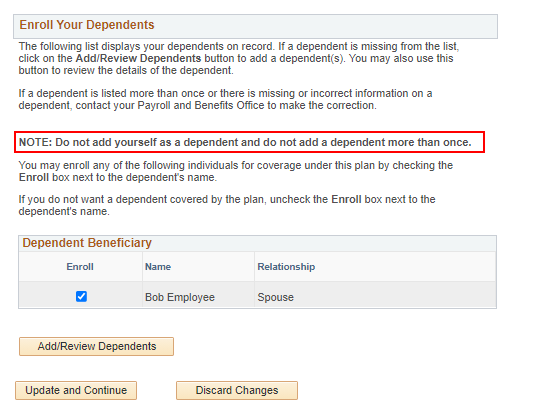 Enroll Your Dependents
The following list displays your dependents on record. If a dependent is missing from the list,
click on the Add/Review Dependents button to add a dependent(s). You may also use this
button to review the details of the dependent.
If a dependent is listed more than once or there is missing or incorrect information on a
dependent, contact your Payroll and Benefits Office to make the correction.
NOTE: Do not add yourself as a dependent and do not add a dependent more than once.
You may enroll any of the following individuals for coverage under this plan by checking the
Enroll box next to the dependent's name.
If you do not want a dependent covered by the plan, uncheck the Enroll box next to the
dependent's name.
Dependent Beneficiary
Enroll Name Relationship
Bob Employee Spouse
Add/Review Dependents
Update and Continue Discard Changes